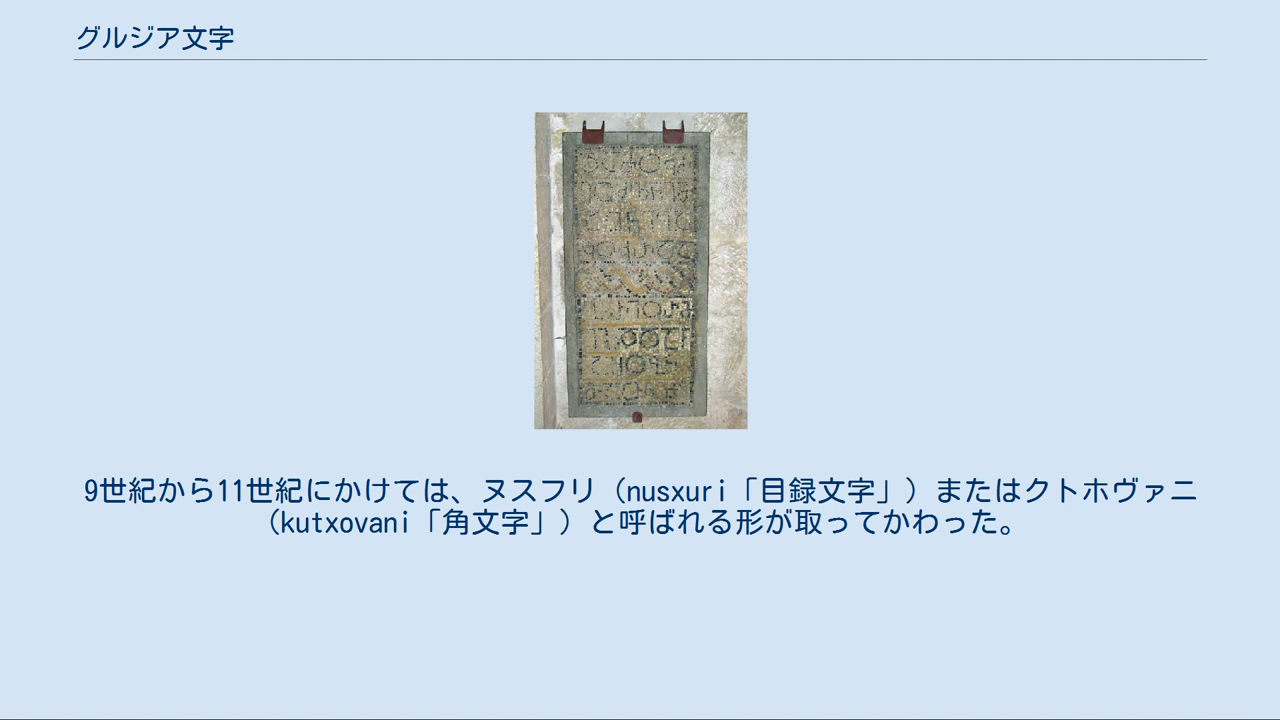 グルジア文字
9世紀から11世紀にかけては、ヌスフリ（nusxuri「目録文字」）またはクトホヴァニ
（kutxovani「角文字」）と呼ばれる形が取ってかわった。